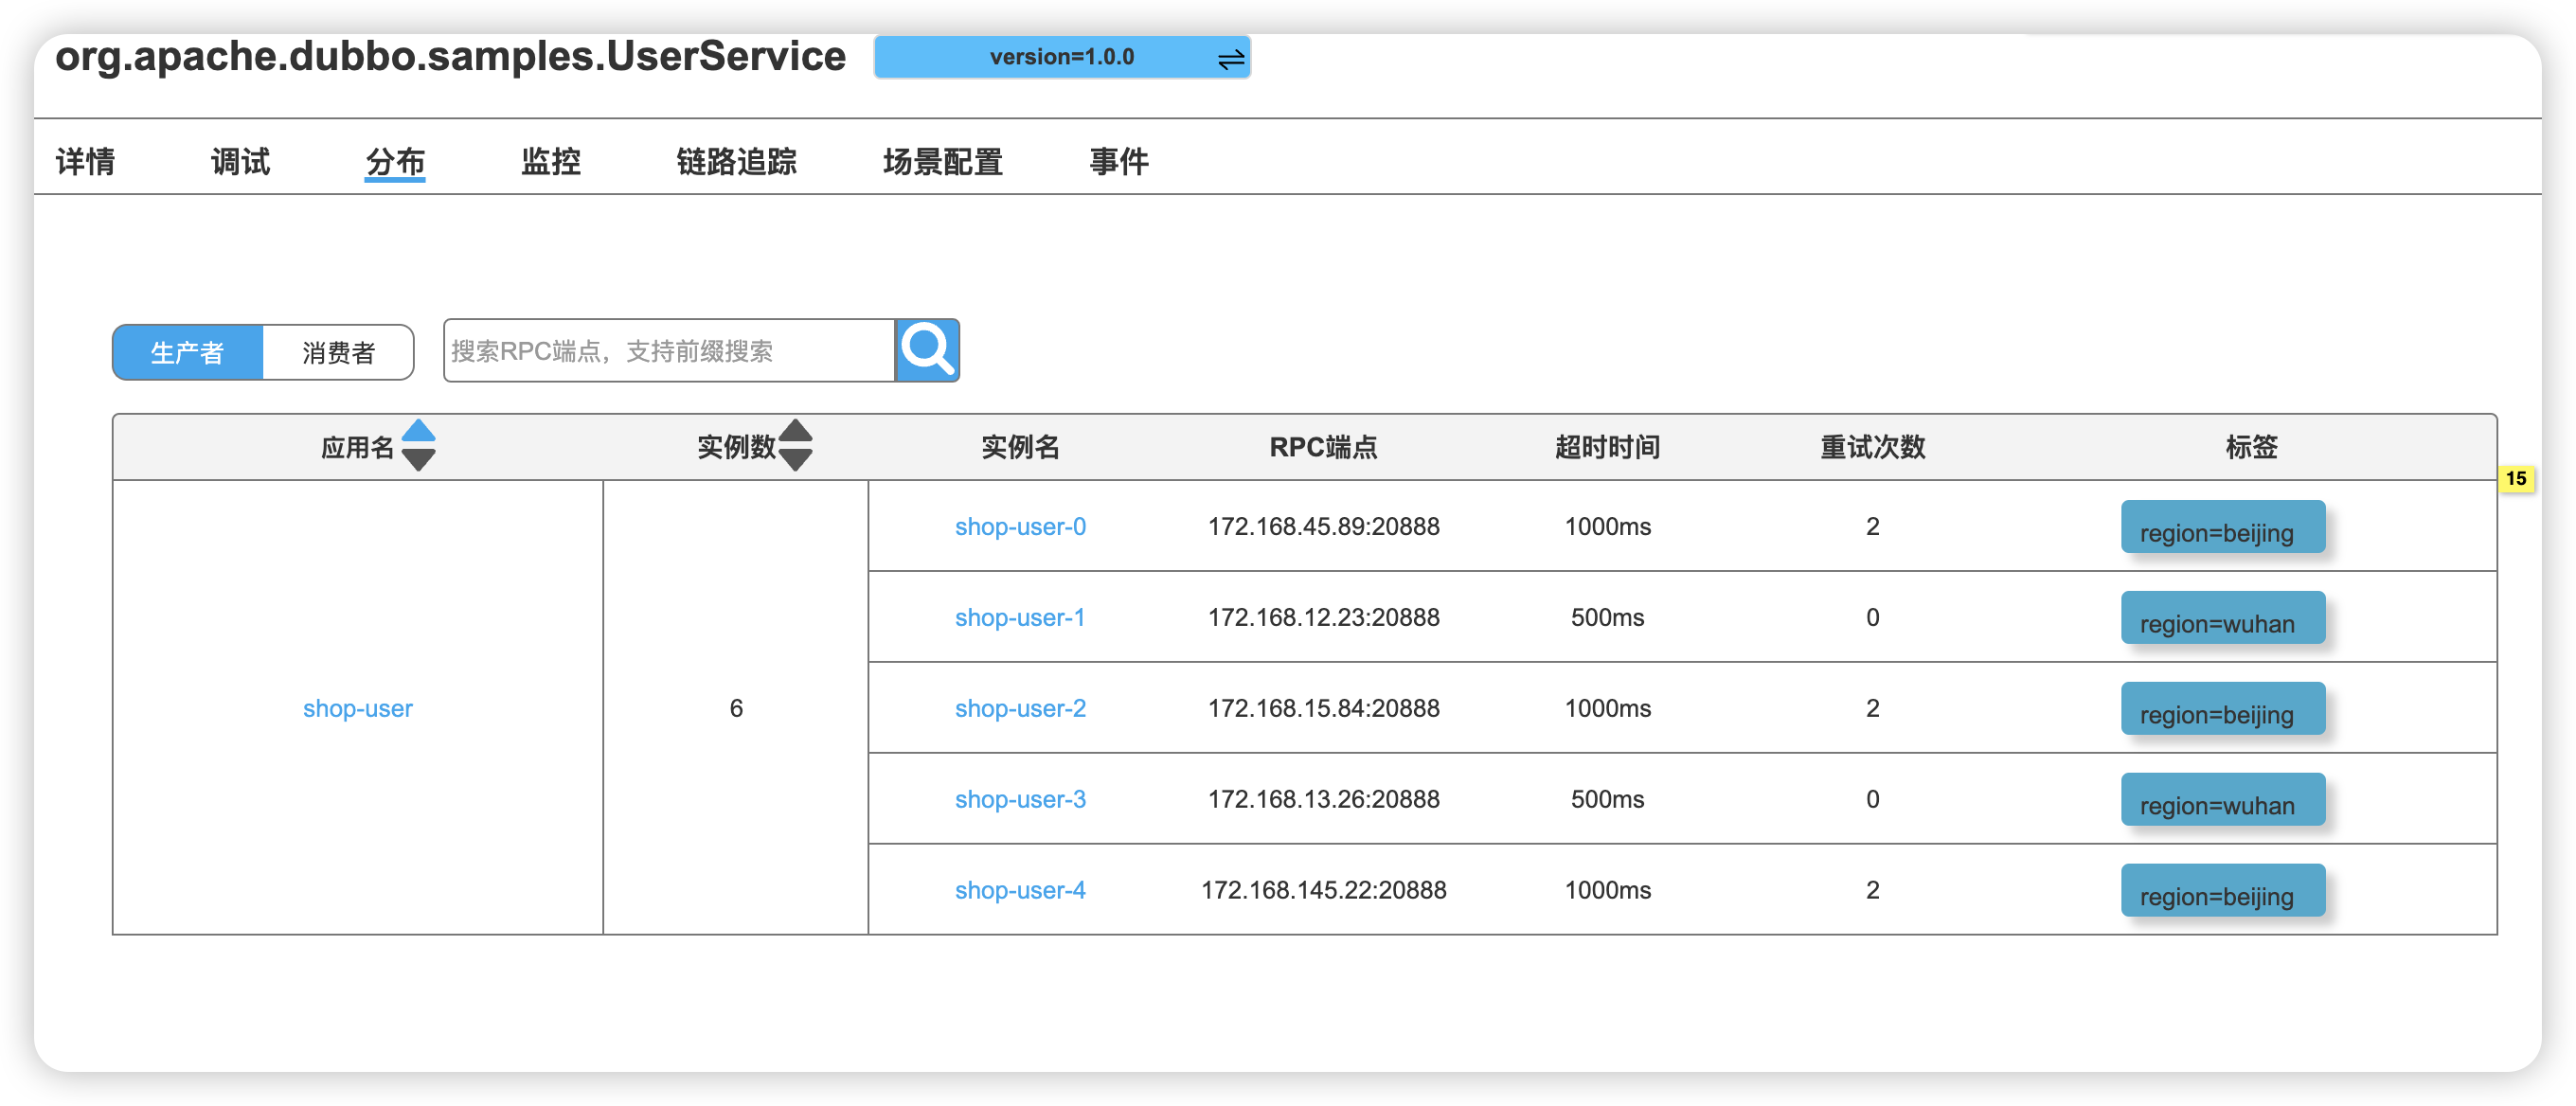 org.apache.dubbo.samples.UserService version=1.0.0
详情 调试 分布 监控 链路追踪 场景配置 事件
生产者 消费者 搜索RPC端点，支持前缀搜索
应用名 实例数 实例名 RPC端点 超时时间 重试次数 标签
15
shop-user-0 172.168.45.89:20888 1000ms 2 region=beijing
shop-user-1 172.168.12.23:20888 500ms 0 region=wuhan
shop-user 6 shop-user-2 172.168.15.84:20888 1000ms 2 region=beijing
shop-user-3 172.168.13.26:20888 500ms 0 region=wuhan
shop-user-4 172.168.145.22:20888 1000ms 2 region=beijing